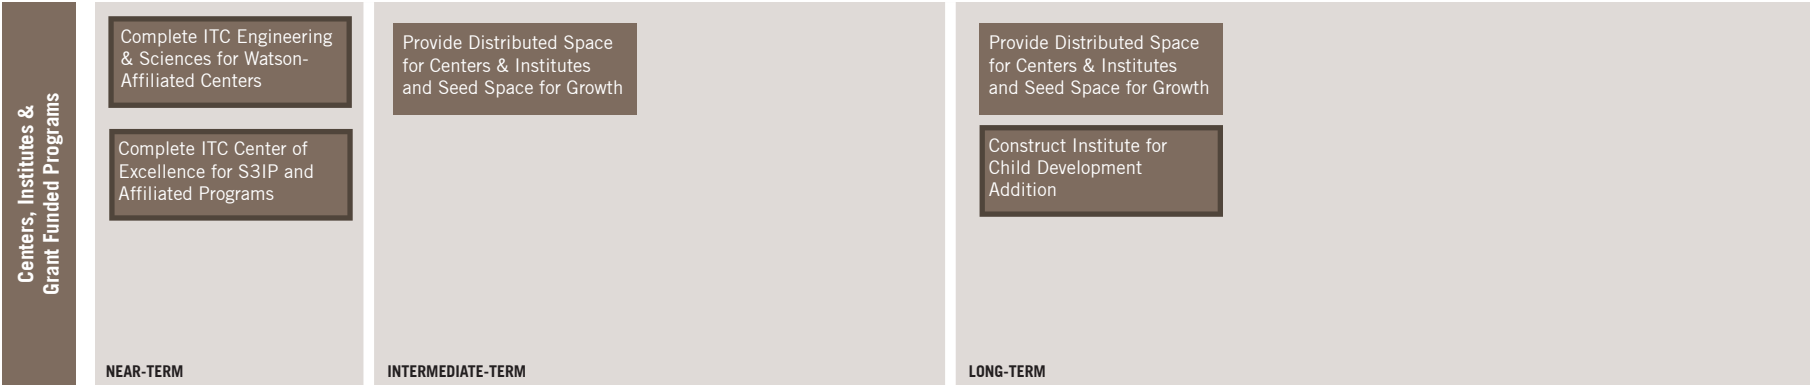 Centers, Institutes &
Grant Funded Programs
Complete ITC Engineering
& Sciences for Watson-
Affiliated Centers
Complete ITC Center of
Excellence for S3IP and
Affiliated Programs
NEAR-TERM
Provide Distributed Space
for Centers & Institutes
and Seed Space for Growth
INTERMEDIATE-TERM
Provide Distributed Space
for Centers & Institutes
and Seed Space for Growth
Construct Institute for
Child Development
Addition
LONG-TERM